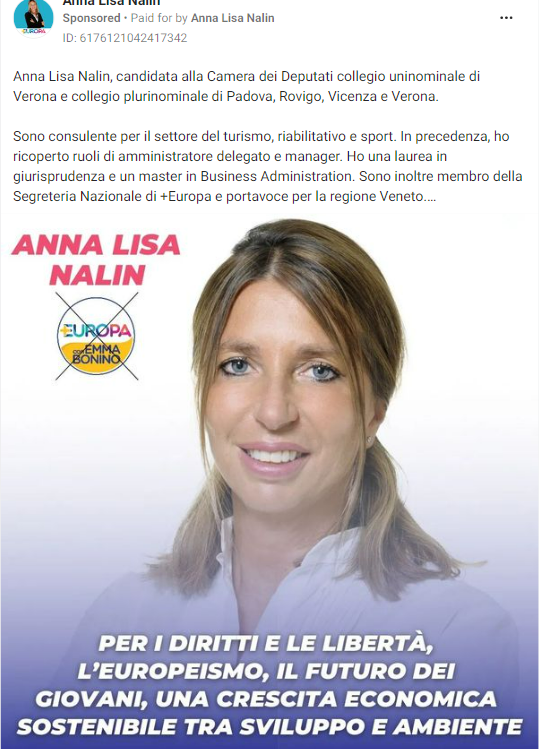 Anna Lisa Nalin
Sponsored • Paid for by Anna Lisa Nalin
ID: 6176121042417342
EUROPA
Anna Lisa Nalin, candidata alla Camera dei Deputati collegio uninominale di
Verona e collegio plurinominale di Padova, Rovigo, Vicenza e Verona.
Sono consulente per il settore del turismo, riabilitativo e sport. In precedenza, ho
ricoperto ruoli di amministratore delegato e manager. Ho una laurea in
giurisprudenza e un master in Business Administration. Sono inoltre membro della
Segreteria Nazionale di +Europa e portavoce per la regione Veneto....
ANNA LISA
NALIN
+EUROPA
con EMMA
BONINO
PER I DIRITTI E LE LIBERTÀ,
L'EUROPEISMO, IL FUTURO DEI
GIOVANI, UNA CRESCITA ECONOMICA
SOSTENIBILE TRA SVILUPPO E AMBIENTE